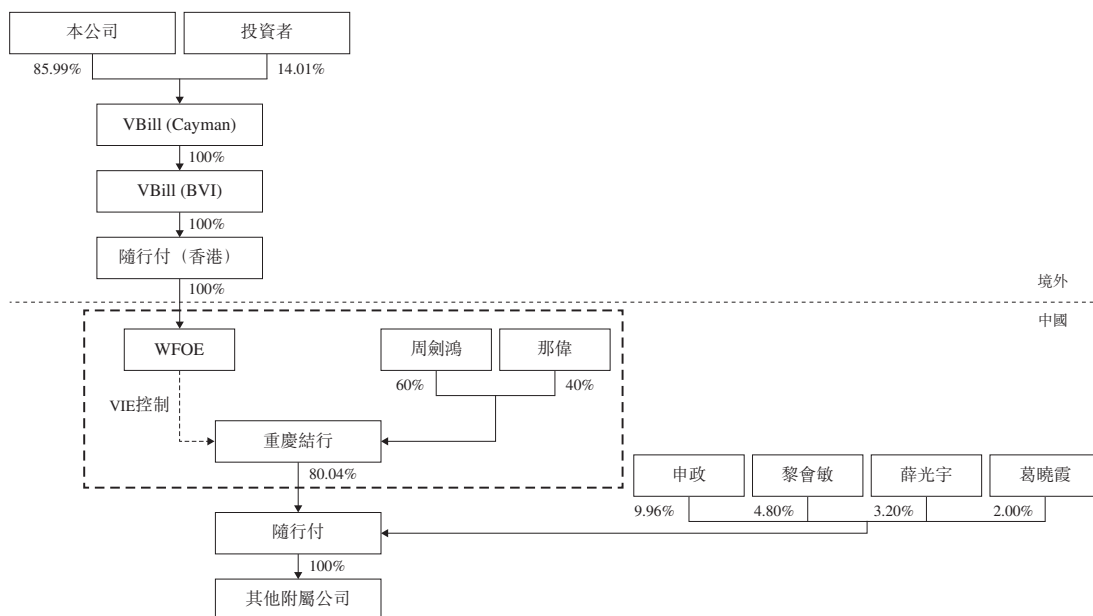 本公司
投資者
85.99%
14.01%
VBill (Cayman)
100%
VBill (BVI)
100%
隨行付（香港）
100%
境外
中國
WFOE
周劍鴻
那偉
60%
40%
VIE控制
重慶結行
80.04%
申政
黎會敏
薛光宇
葛曉霞
9.96%
4.80%
3.20%
2.00%
隨行付
100%
其他附屬公司